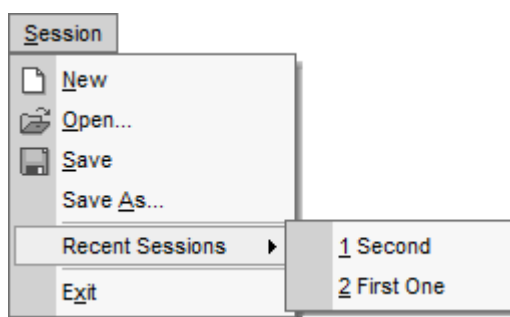 Session
New
Open...
Save
Save As...
Recent Sessions
1 Second
2 First One
Exit